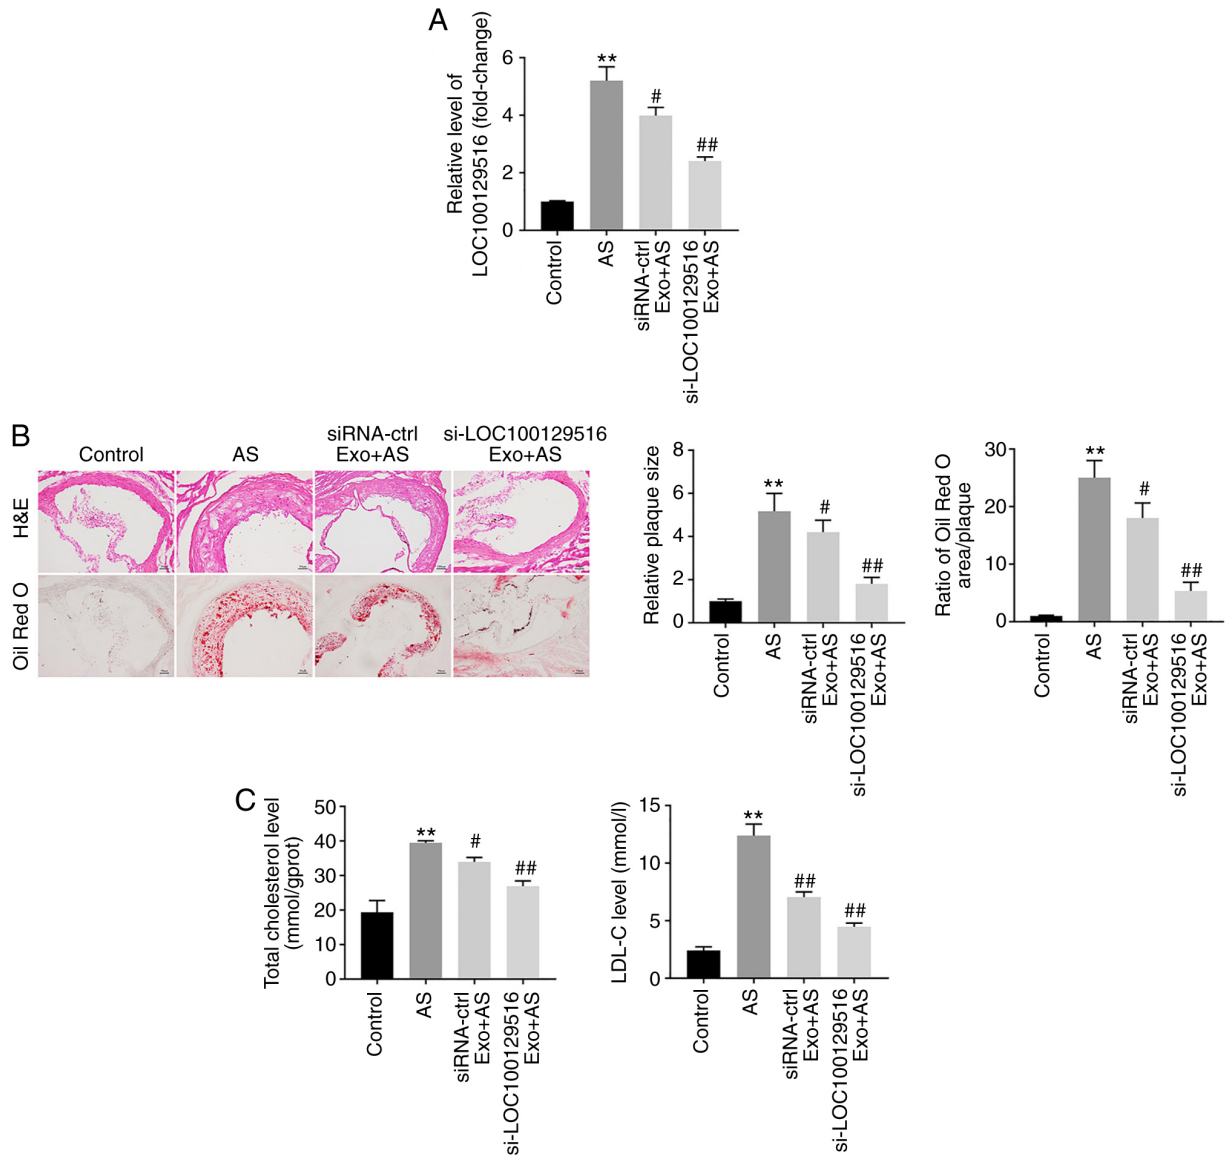 A
Relative level of
LOC100129516 (fold-change)
6
4
2
0
**
#
##
Control
AS
siRNA-ctrl
Exo+AS
si-LOC100129516
Exo+AS
B
Control
AS
siRNA-ctrl
Exo+AS
si-LOC100129516
Exo+AS
H&E
Oil Red O
Relative plaque size
8
6
4
2
0
**
#
##
Control
AS
siRNA-ctrl
Exo+AS
si-LOC100129516
Exo+AS
Ratio of Oil Red O
area/plaque
30
20
10
0
**
#
##
Control
AS
siRNA-ctrl
Exo+AS
si-LOC100129516
Exo+AS
C
Total cholesterol level
(mmol/gprot)
50
40
30
20
10
0
**
#
##
Control
AS
siRNA-ctrl
Exo+AS
si-LOC100129516
Exo+AS
LDL-C level (mmol/l)
15
10
5
0
**
##
##
Control
AS
siRNA-ctrl
Exo+AS
si-LOC100129516
Exo+AS